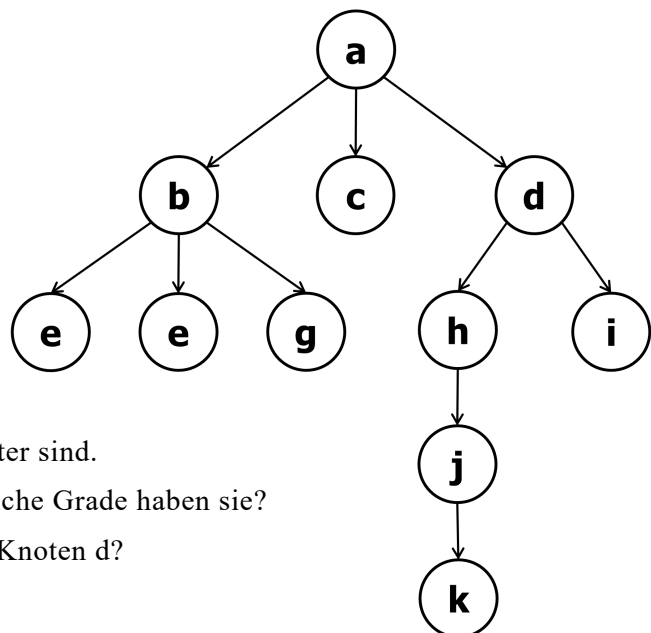 a
b c d
e e g h i
ter sind.
j
che Grade haben sie?
Knoten d?
k